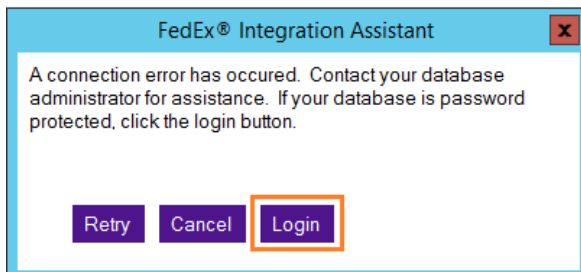 FedEx® Integration Assistant
x
A connection error has occured.  Contact your database
administrator for assistance.  If your database is password
protected, click the login button.
Retry Cancel Login